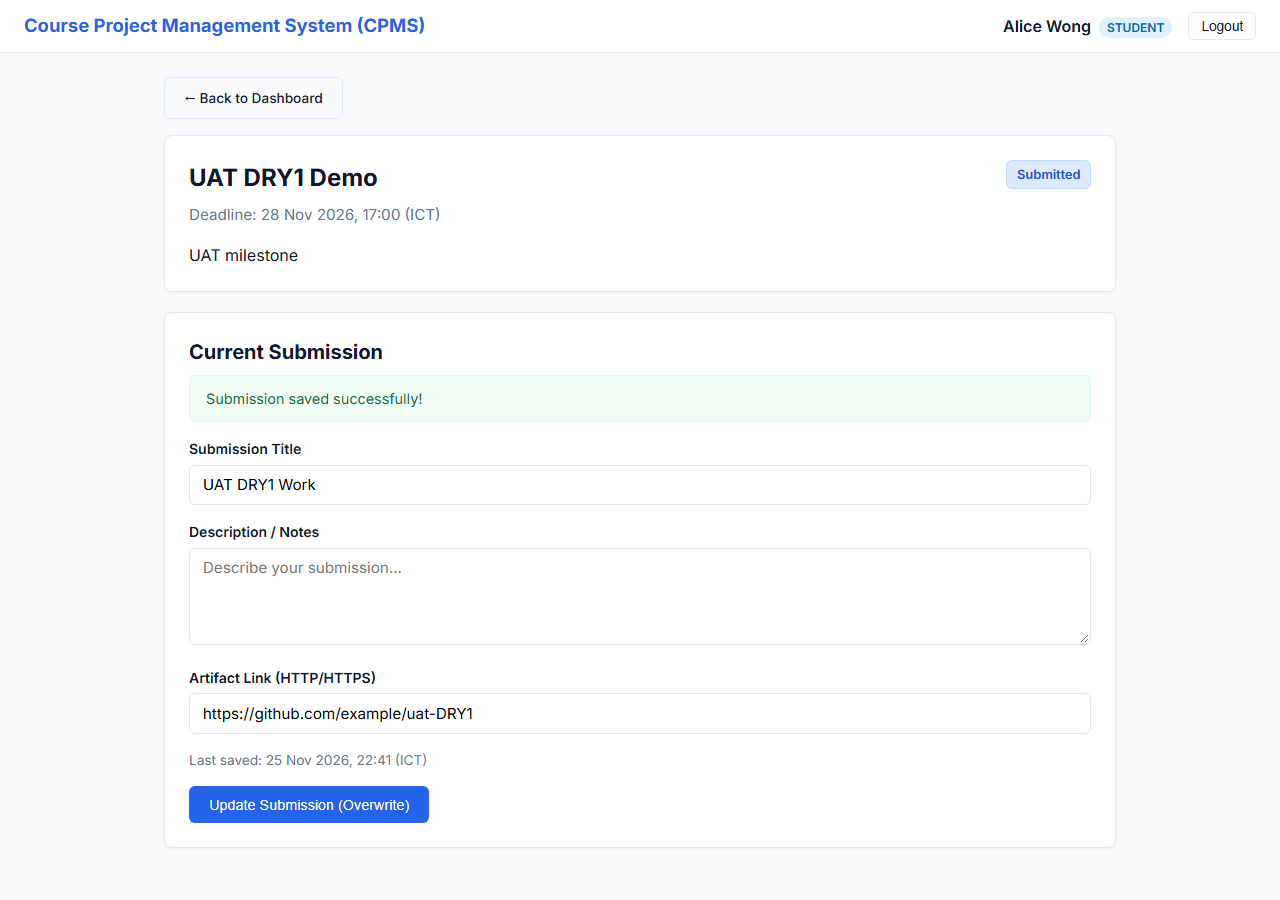 Course Project Management System (CPMS)
Alice Wong STUDENT Logout
← Back to Dashboard
UAT DRY1 Demo
Submitted
Deadline: 28 Nov 2026, 17:00 (ICT)
UAT milestone
Current Submission
Submission saved successfully!
Submission Title
UAT DRY1 Work
Description / Notes
Describe your submission...
Artifact Link (HTTP/HTTPS)
https://github.com/example/uat-DRY1
Last saved: 25 Nov 2026, 22:41 (ICT)
Update Submission (Overwrite)